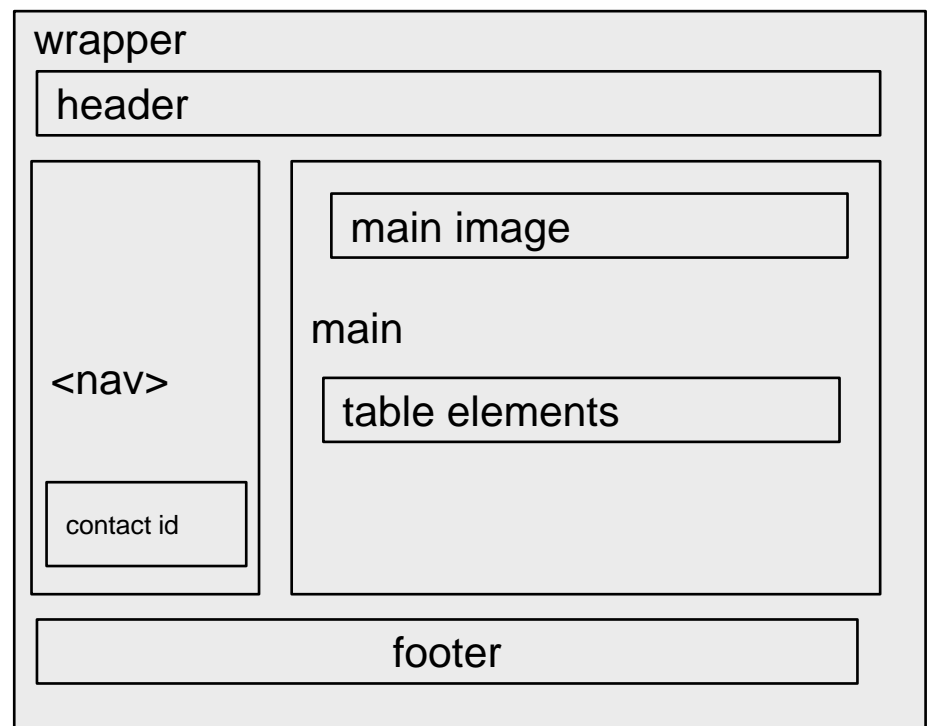 wrapper
header
main image
main
<nav>
table elements
contact id
footer